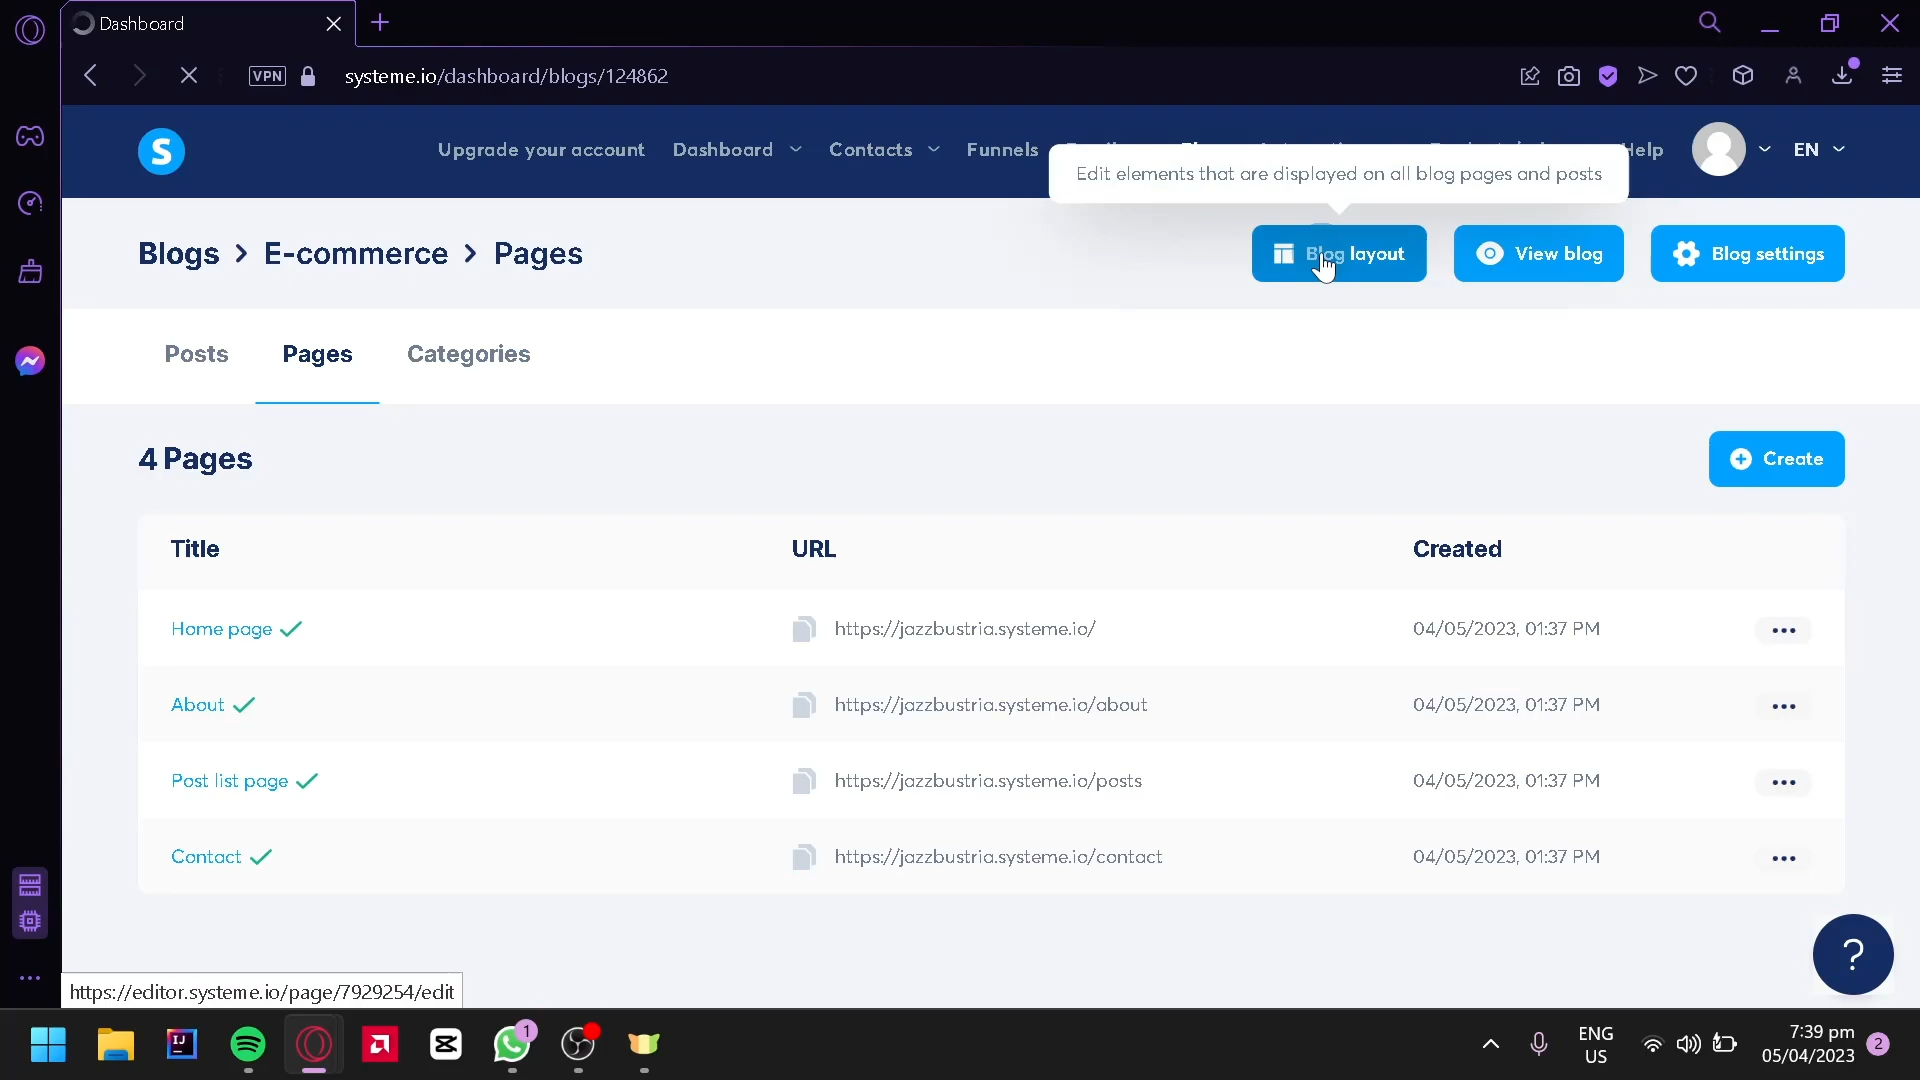 Dashboard
VPN
systeme.io/dashboard/blogs/124862
S
Upgrade your account
Dashboard
Contacts
Funnels
Help
EN
Edit elements that are displayed on all blog pages and posts
Blogs > E-commerce > Pages
Blog layout
View blog
Blog settings
Posts
Pages
Categories
4 Pages
Create
Title
URL
Created
Home page
https://jazzbustria.systeme.io/
04/05/2023, 01:37 PM
About
https://jazzbustria.systeme.io/about
04/05/2023, 01:37 PM
Post list page
https://jazzbustria.systeme.io/posts
04/05/2023, 01:37 PM
Contact
https://jazzbustria.systeme.io/contact
04/05/2023, 01:37 PM
?
https://editor.systeme.io/page/7929254/edit
IJ
1
ENG
US
7:39 pm
05/04/2023
2